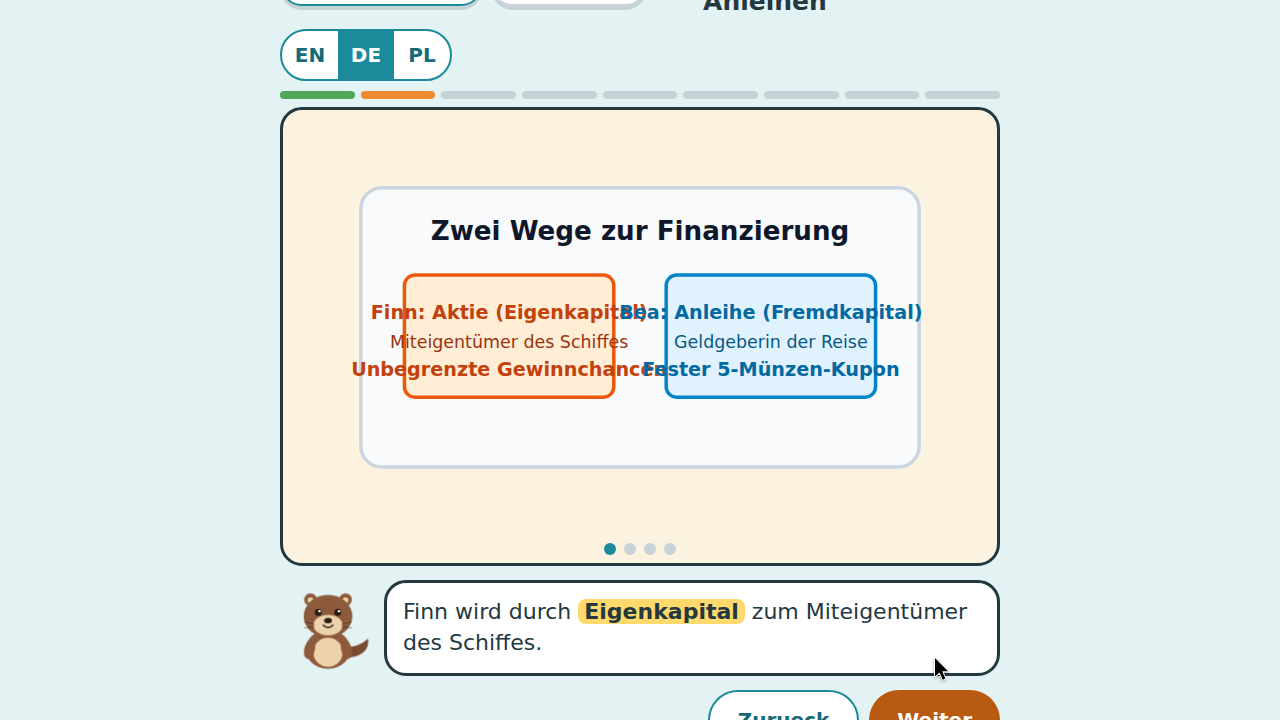 Anleihen
EN DE PL
Zwei Wege zur Finanzierung
Finn: Aktie (Eigenkapital)
Miteigentümer des Schiffes
Unbegrenzte Gewinnchancen
Bea: Anleihe (Fremdkapital)
Geldgeberin der Reise
Fester 5-Münzen-Kupon
Finn wird durch Eigenkapital zum Miteigentümer
des Schiffes.
Zurueck
Weiter